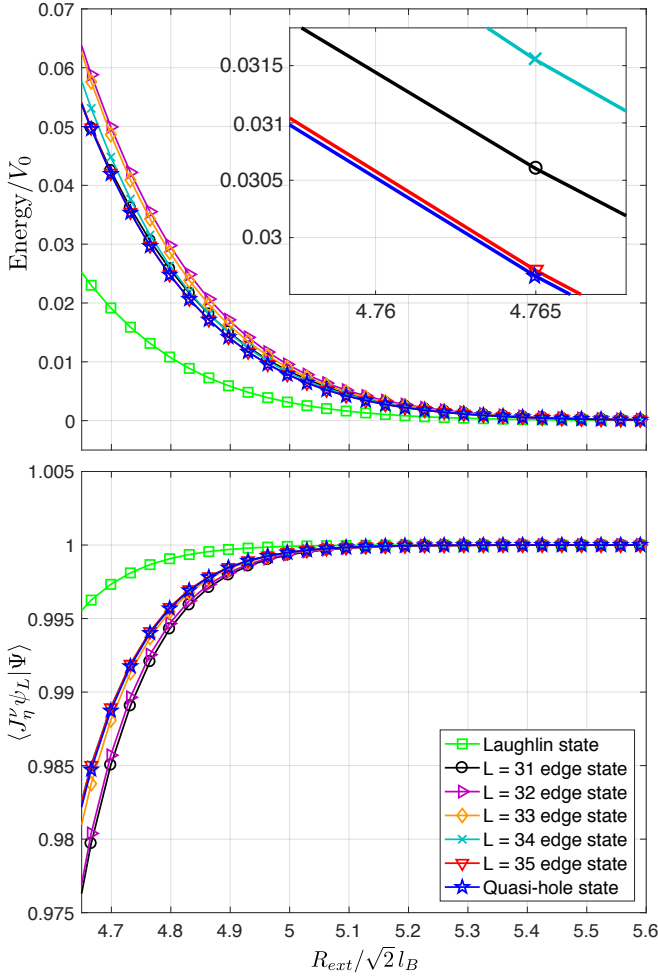 0.07
0.06
0.05
0.04
0.03
0.02
0.01
0
Energy/V₀
0.0315
0.031
0.0305
0.03
4.76
4.765
1.005
1
0.995
0.99
0.985
0.98
0.975
⟨J_η^ν ψ_L|Ψ⟩
Laughlin state
L = 31 edge state
L = 32 edge state
L = 33 edge state
L = 34 edge state
L = 35 edge state
Quasi-hole state
4.7 4.8 4.9 5 5.1 5.2 5.3 5.4 5.5 5.6
R_ext/√2 l_B